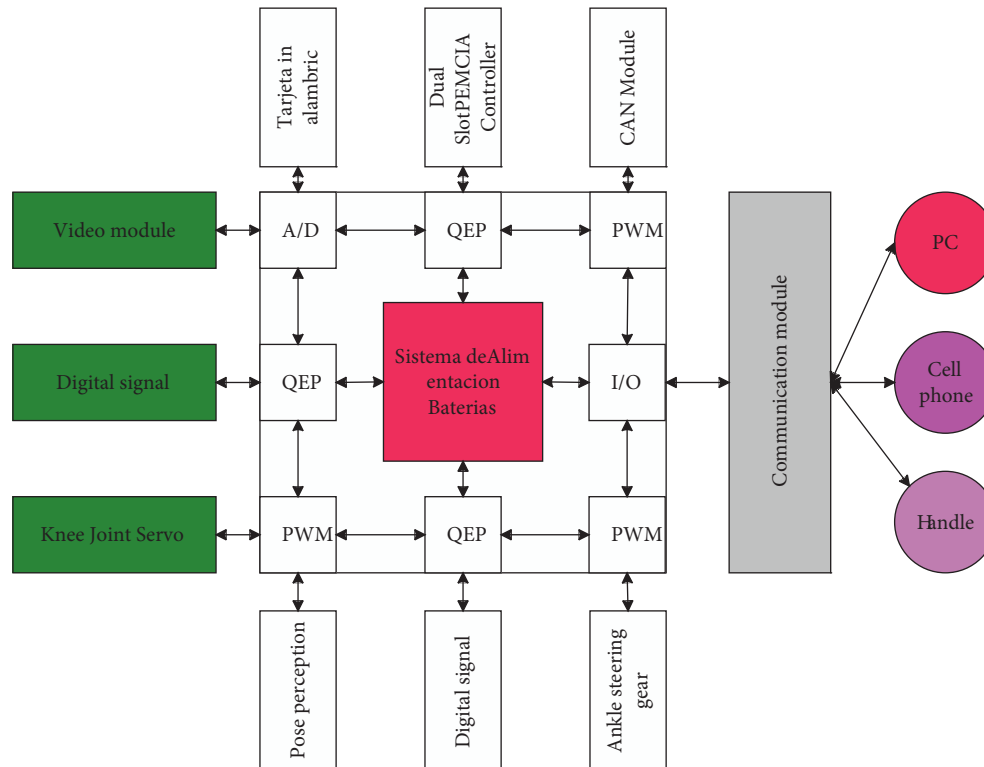 Tarjeta in
alambric
Dual
SlotPEMCIA
Controller
CAN Module
Video module
A/D
QEP
PWM
PC
Digital signal
QEP
Sistema deAlim
entacion
Baterias
I/O
Communication module
Cell
phone
Knee Joint Servo
PWM
QEP
PWM
Handle
Pose perception
Digital signal
Ankle steering
gear